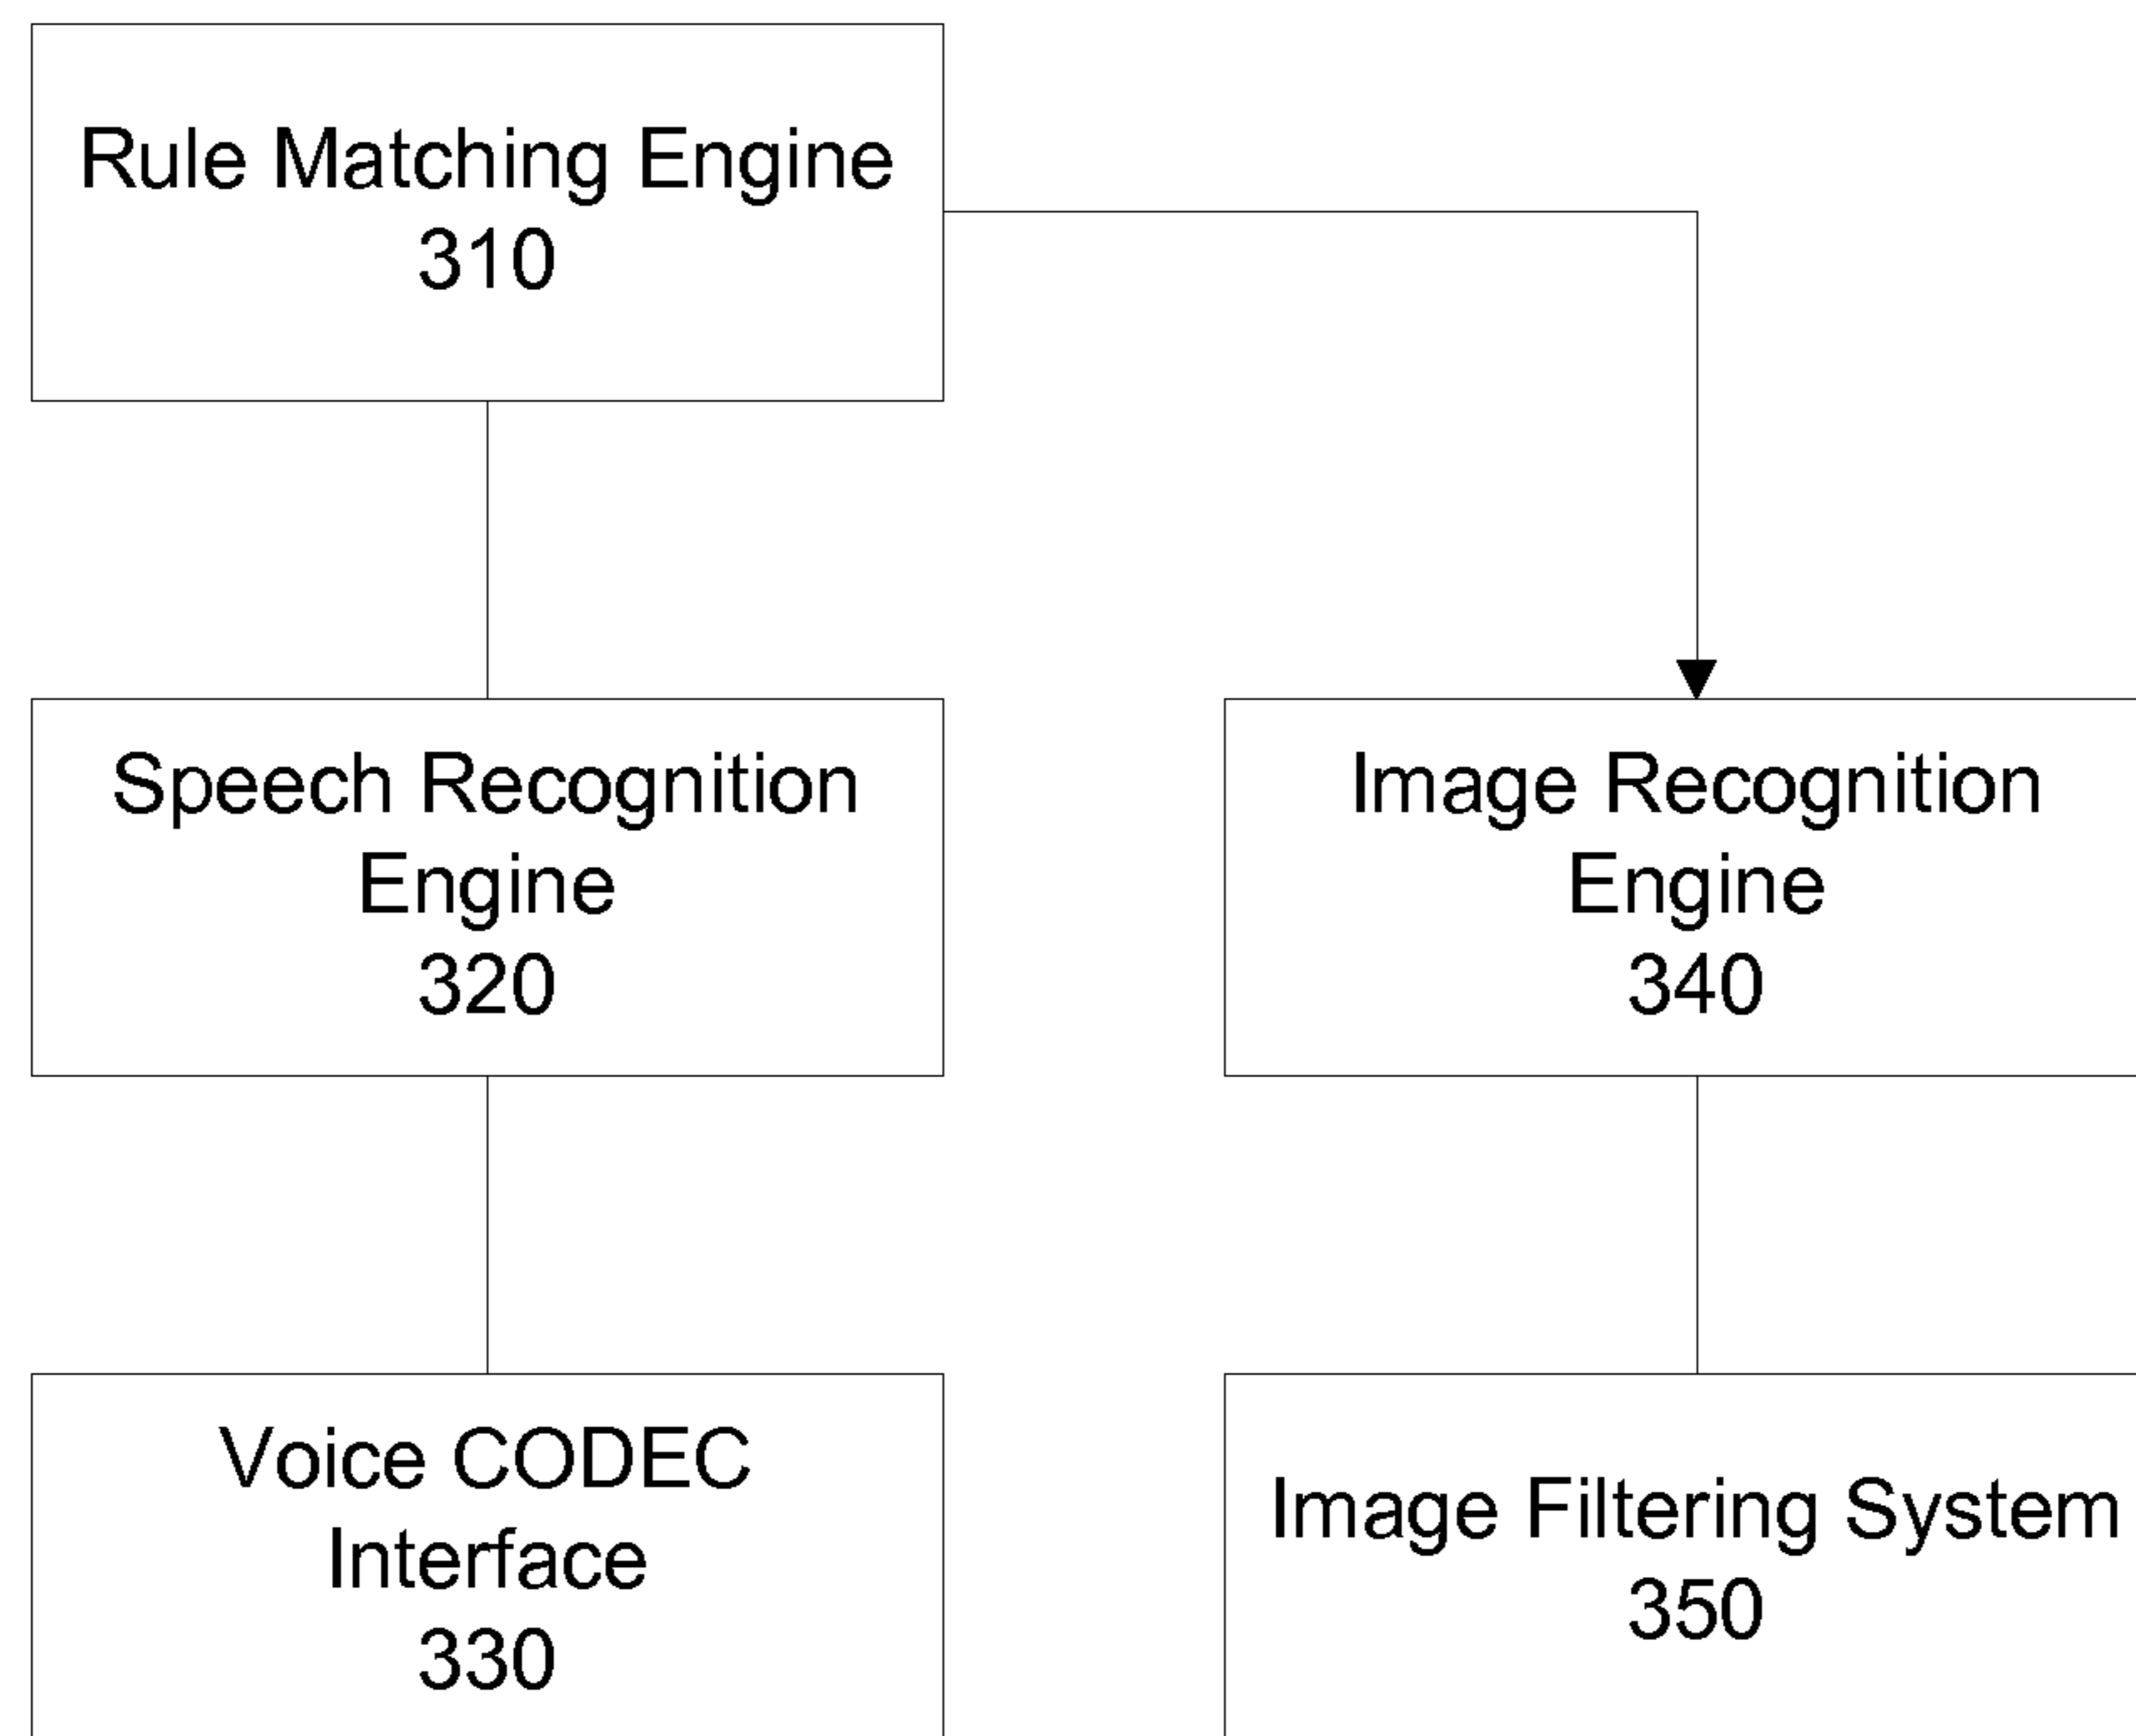 Rule Matching Engine
310
Speech Recognition
Engine
320
Image Recognition
Engine
340
Voice CODEC
Interface
330
Image Filtering System
350